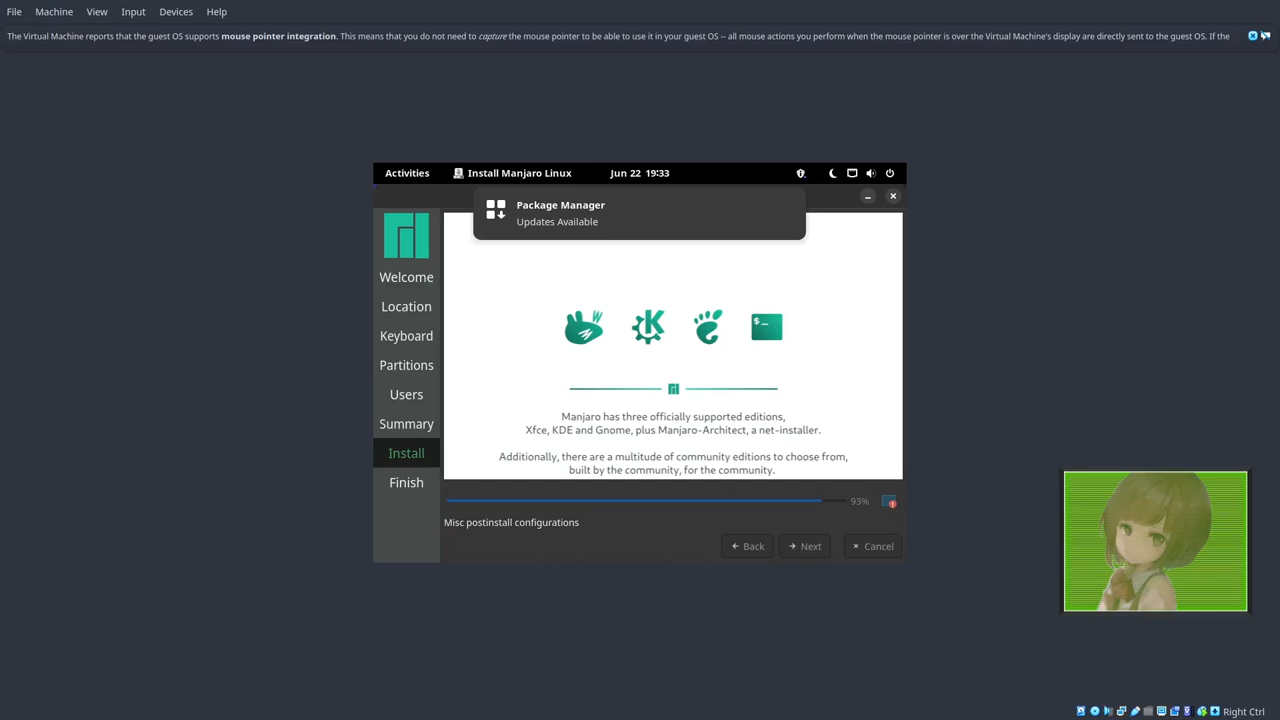 File Machine View Input Devices Help
The Virtual Machine reports that the guest OS supports mouse pointer integration. This means that you do not need to capture the mouse pointer to be able to use it in your guest OS -- all mouse actions you perform when the mouse pointer is over the Virtual Machine's display are directly sent to the guest OS. If the
Activities Install Manjaro Linux Jun 22 19:33
Package Manager
Updates Available
Welcome
Location
Keyboard
Partitions
Users
Summary
Install
Finish
$_
Manjaro has three officially supported editions,
Xfce, KDE and Gnome, plus Manjaro-Architect, a net-installer.
Additionally, there are a multitude of community editions to choose from,
built by the community, for the community.
93%
Misc postinstall configurations
Back Next Cancel
Right Ctrl